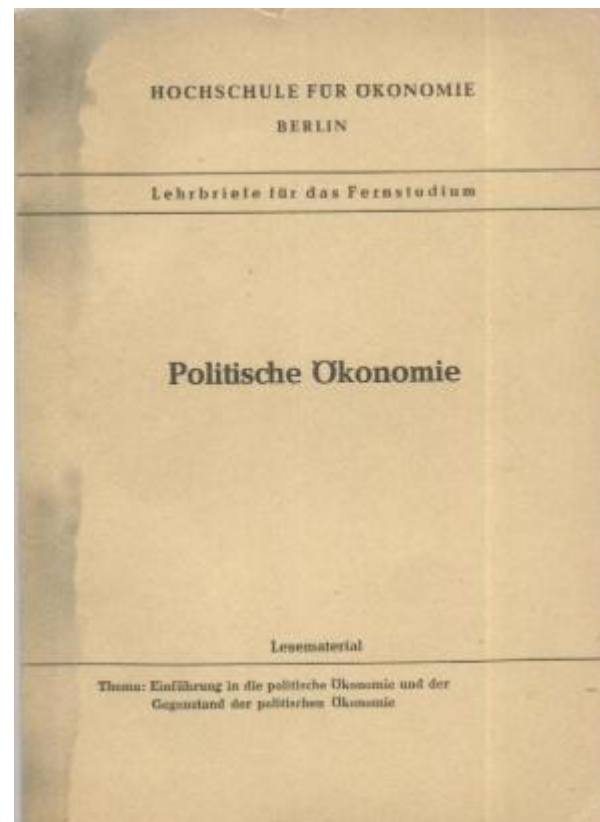 HOCHSCHULE FÜR ÖKONOMIE
BERLIN
Lehrbriefe für das Fernstudium
Politische Ökonomie
Lesematerial
Thema: Einführung in die politische Ökonomie und der
Gegenstand der politischen Ökonomie